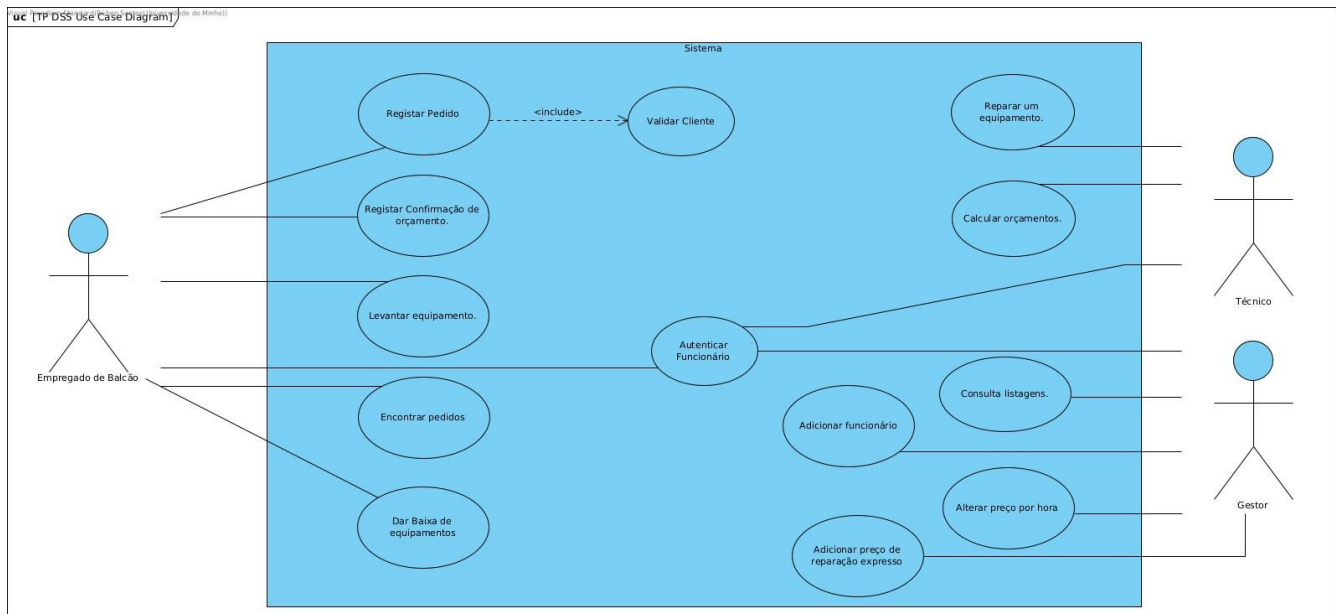 uc [TP DSS Use Case Diagram]
Sistema
Registar Pedido
<include>
Validar Cliente
Reparar um
equipamento.
Registar Confirmação de
orçamento.
Calcular orçamentos.
Levantar equipamento.
Autenticar
Funcionário
Técnico
Empregado de Balcão
Encontrar pedidos
Consulta listagens.
Adicionar funcionário
Alterar preço por hora
Gestor
Dar Baixa de
equipamentos
Adicionar preço de
reparação expresso